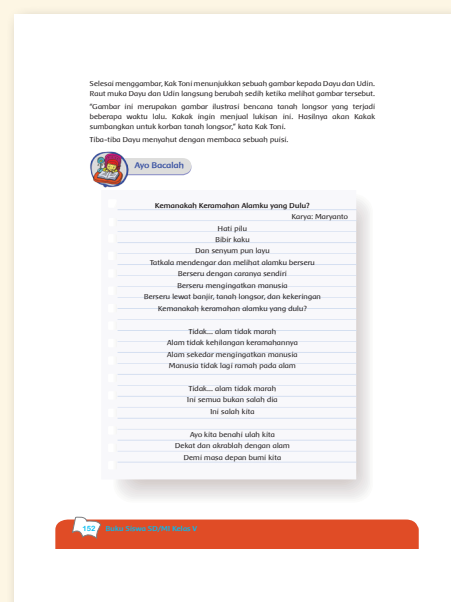 Selesai menggambar, Kak Toni menunjukkan sebuah gambar kepada Dayu dan Udin.
Raut muka Dayu dan Udin langsung berubah sedih ketika melihat gambar tersebut.
"Gambar ini merupakan gambar ilustrasi bencana tanah longsor yang terjadi
beberapa waktu lalu. Kakak ingin menjual lukisan ini. Hasilnya akan Kakak
sumbangkan untuk korban tanah longsor," kata Kak Toni.
Tiba-tiba Dayu menyahut dengan membaca sebuah puisi.
Ayo Bacalah
Kemanakah Keramahan Alamku yang Dulu?
Karya: Maryanto
Hati pilu
Bibir kaku
Dan senyum pun layu
Tatkala mendengar dan melihat alamku berseru
Berseru dengan caranya sendiri
Berseru mengingatkan manusia
Berseru lewat banjir, tanah longsor, dan kekeringan
Kemanakah keramahan alamku yang dulu?
Tidak... alam tidak marah
Alam tidak kehilangan keramahannya
Alam sekedar mengingatkan manusia
Manusia tidak lagi ramah pada alam
Tidak... alam tidak marah
Ini semua bukan salah dia
Ini salah kita
Ayo kita benahi ulah kita
Dekat dan akrablah dengan alam
Demi masa depan bumi kita
152 Buku Siswa SD/MI Kelas V